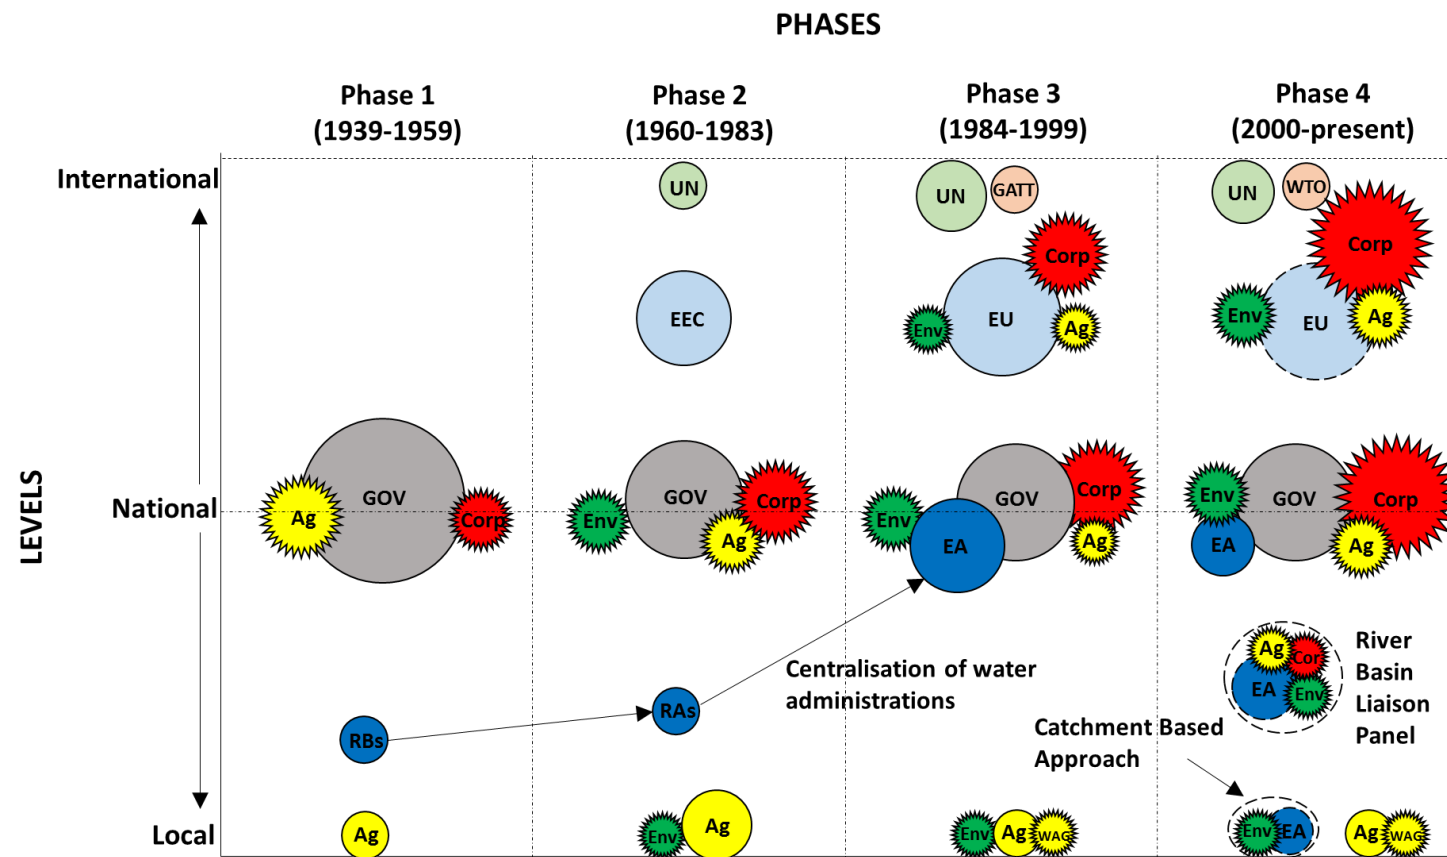 PHASES
Phase 1
(1939-1959)
Phase 2
(1960-1983)
Phase 3
(1984-1999)
Phase 4
(2000-present)
LEVELS
International
UN
UN
GATT
UN
WTO
Corp
Corp
EEC
Env
EU
Ag
Env
EU
Ag
National
Ag
GOV
Corp
Env
GOV
Corp
Ag
Env
GOV
Corp
EA
Ag
Env
GOV
Corp
EA
Ag
RBs
RAs
Centralisation of water
administrations
Ag
Cor
EA
Env
River
Basin
Liaison
Panel
Catchment Based
Approach
Local
Ag
Env
Ag
Env
Ag
WAG
Env
EA
Ag
WAG